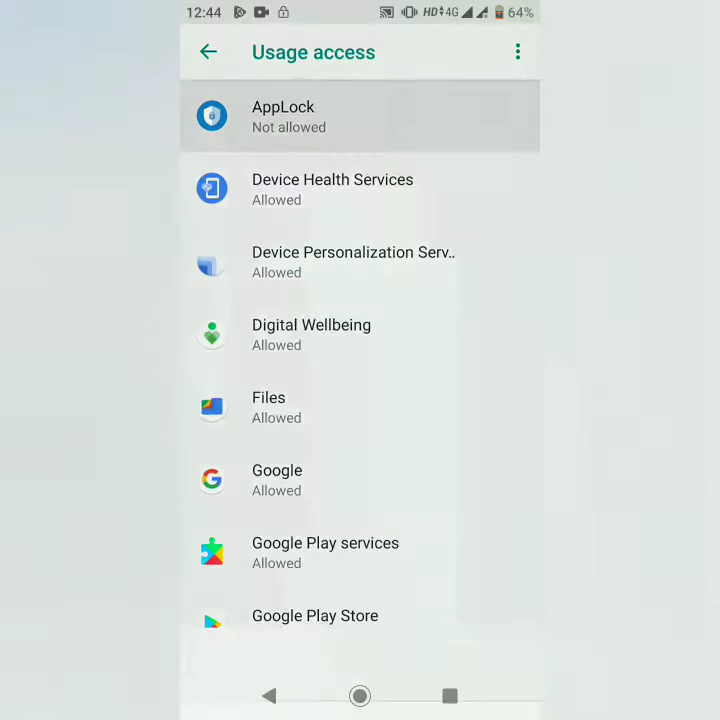 12:44 HD 4G 64%
Usage access
AppLock
Not allowed
Device Health Services
Allowed
Device Personalization Serv..
Allowed
Digital Wellbeing
Allowed
Files
Allowed
Google
Allowed
Google Play services
Allowed
Google Play Store